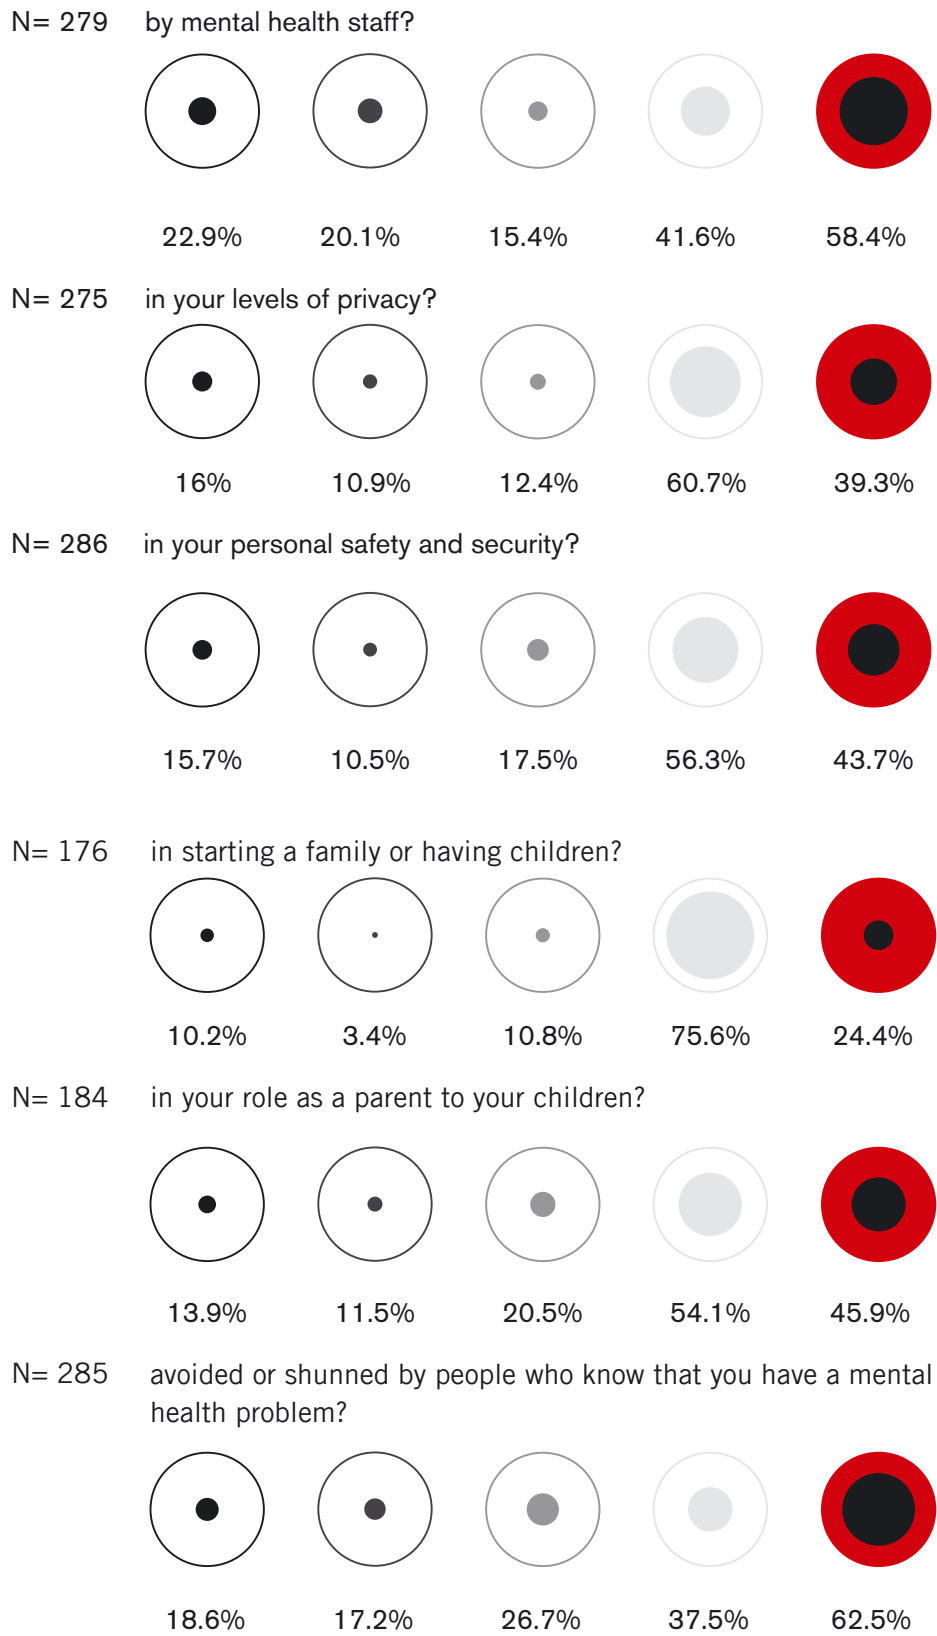 N= 279 by mental health staff?
22.9% 20.1% 15.4% 41.6% 58.4%
N= 275 in your levels of privacy?
16% 10.9% 12.4% 60.7% 39.3%
N= 286 in your personal safety and security?
15.7% 10.5% 17.5% 56.3% 43.7%
N= 176 in starting a family or having children?
10.2% 3.4% 10.8% 75.6% 24.4%
N= 184 in your role as a parent to your children?
13.9% 11.5% 20.5% 54.1% 45.9%
N= 285 avoided or shunned by people who know that you have a mental
health problem?
18.6% 17.2% 26.7% 37.5% 62.5%